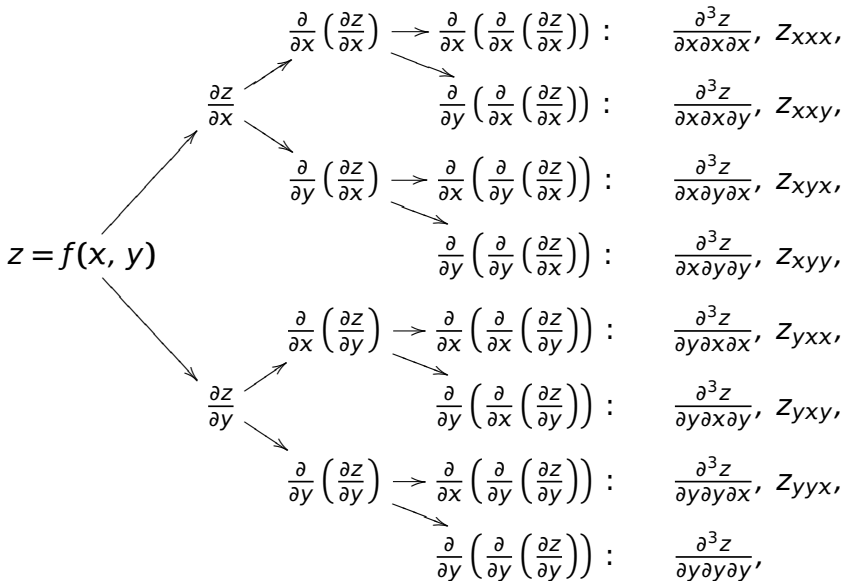 ∂/∂x (∂z/∂x) → ∂/∂x (∂/∂x (∂z/∂x)) : ∂³z/∂x∂x∂x, z_xxx,
∂z/∂x ∂/∂y (∂/∂x (∂z/∂x)) : ∂³z/∂x∂x∂y, z_xxy,
∂/∂y (∂z/∂x) → ∂/∂x (∂/∂y (∂z/∂x)) : ∂³z/∂x∂y∂x, z_xyx,
z = f(x, y) ∂/∂y (∂/∂y (∂z/∂x)) : ∂³z/∂x∂y∂y, z_xyy,
∂/∂x (∂z/∂y) → ∂/∂x (∂/∂x (∂z/∂y)) : ∂³z/∂y∂x∂x, z_yxx,
∂z/∂y ∂/∂y (∂/∂x (∂z/∂y)) : ∂³z/∂y∂x∂y, z_yxy,
∂/∂y (∂z/∂y) → ∂/∂x (∂/∂y (∂z/∂y)) : ∂³z/∂y∂y∂x, z_yyx,
∂/∂y (∂/∂y (∂z/∂y)) : ∂³z/∂y∂y∂y,